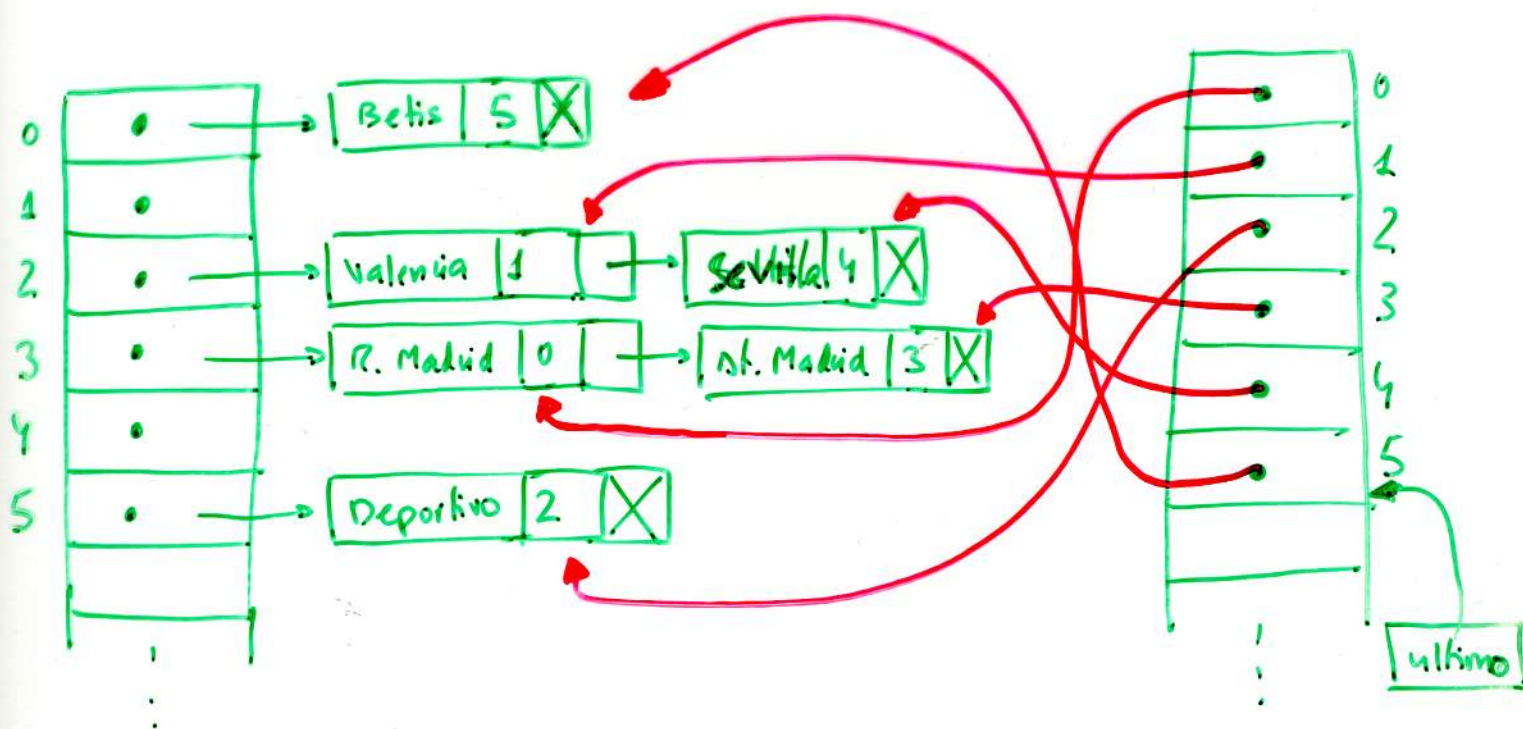 0 Betis 5 0
1 1
2 Valencia 1 Sevilla 4 2
3 R. Madrid 0 At. Madrid 3 3
4 4
5 Deportivo 2 5
ultimo